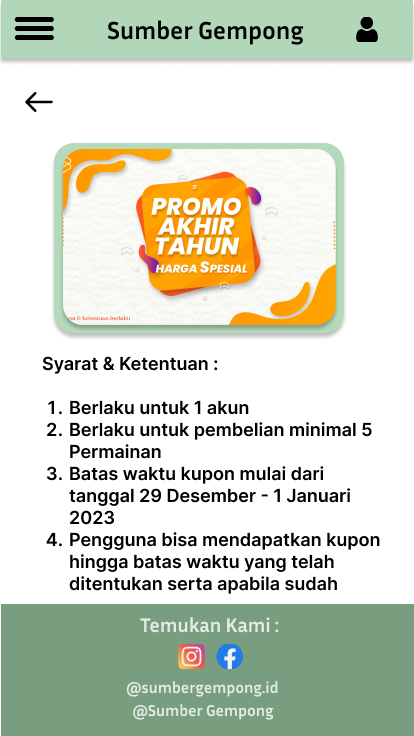 Sumber Gempong
PROMO
AKHIR
TAHUN
HARGA SPESIAL
& ketentuan berlaku
Syarat & Ketentuan :
1. Berlaku untuk 1 akun
2. Berlaku untuk pembelian minimal 5
Permainan
3. Batas waktu kupon mulai dari
tanggal 29 Desember - 1 Januari
2023
4. Pengguna bisa mendapatkan kupon
hingga batas waktu yang telah
ditentukan serta apabila sudah
Temukan Kami :
@sumbergempong.id
@Sumber Gempong